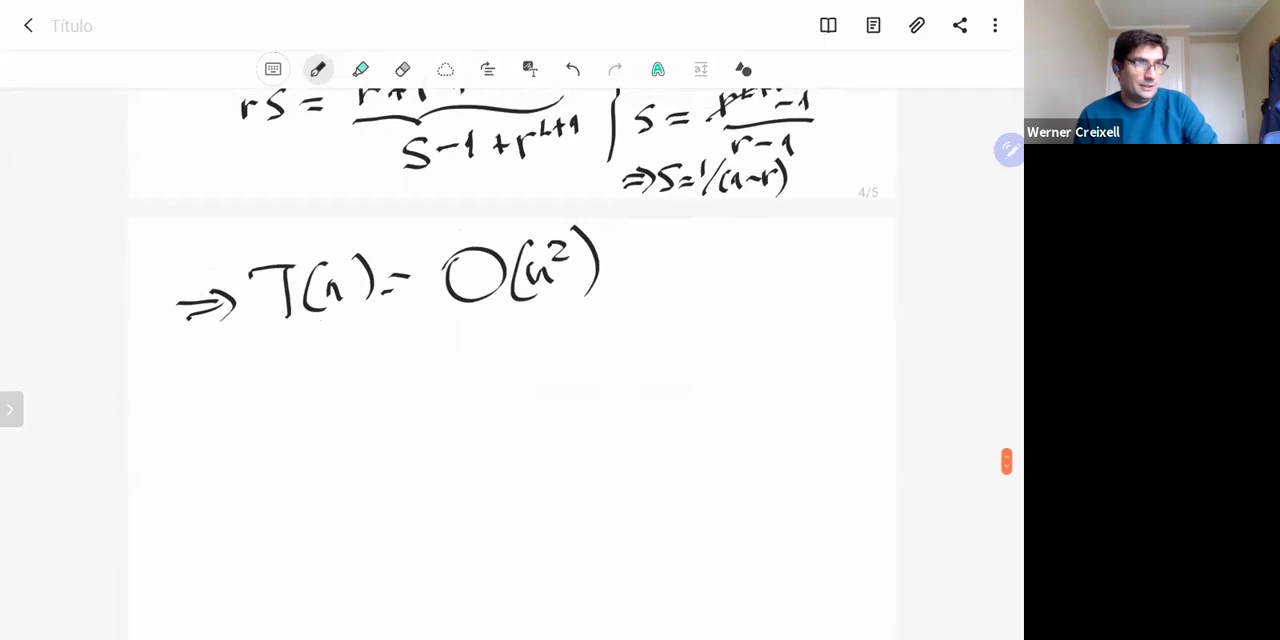 Título
rS =
S-1+r^{L+1}
S = r^{L+1}-1
r-1
⇒S=1/(1-r)
4/5
⇒ T(n) = O(n²)
Werner Creixell